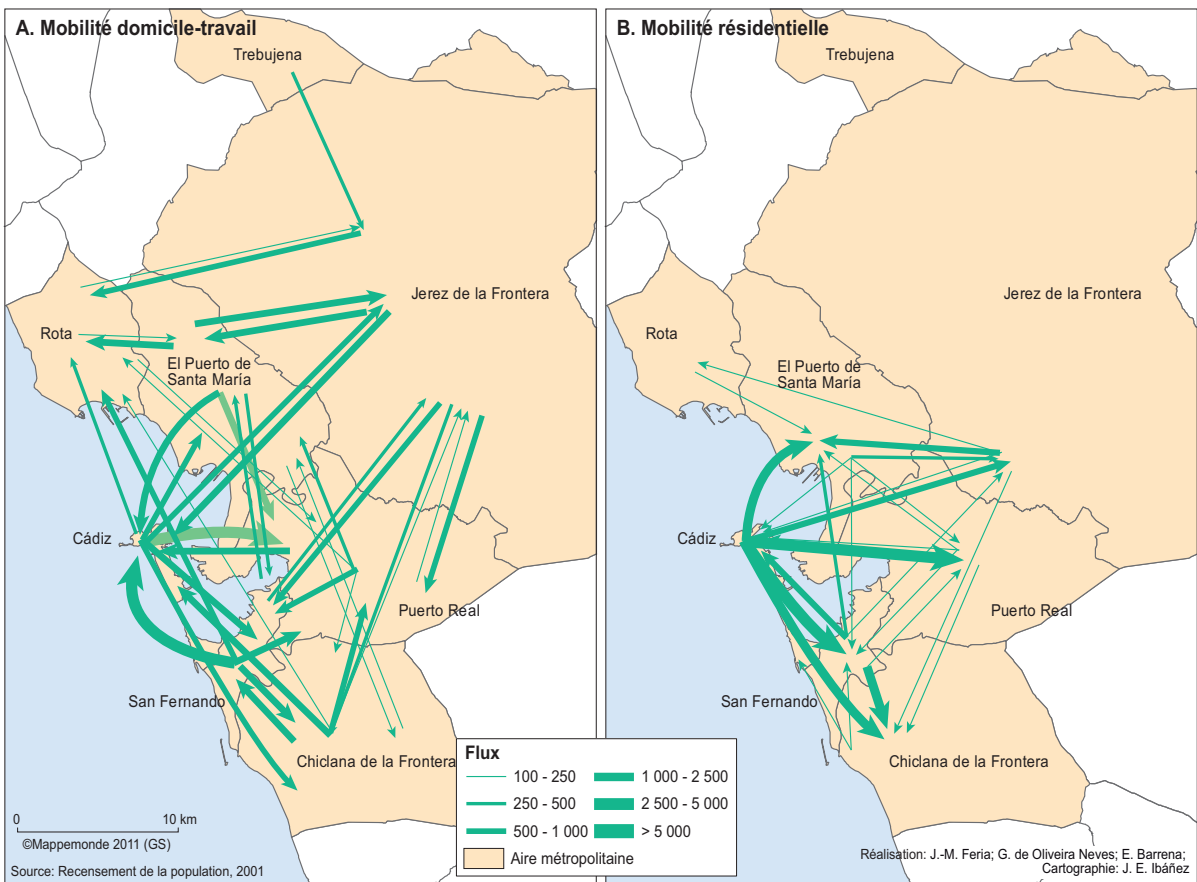 A. Mobilité domicile-travail
Trebujena
Jerez de la Frontera
Rota
El Puerto de
Santa María
Cádiz
Puerto Real
San Fernando
Chiclana de la Frontera
0 10 km
©Mappemonde 2011 (GS)
Source: Recensement de la population, 2001
B. Mobilité résidentielle
Trebujena
Jerez de la Frontera
Rota
El Puerto de
Santa María
Cádiz
Puerto Real
San Fernando
Chiclana de la Frontera
Flux
100 - 250
250 - 500
500 - 1 000
1 000 - 2 500
2 500 - 5 000
> 5 000
Aire métropolitaine
Réalisation: J.-M. Feria; G. de Oliveira Neves; E. Barrena;
Cartographie: J. E. Ibáñez